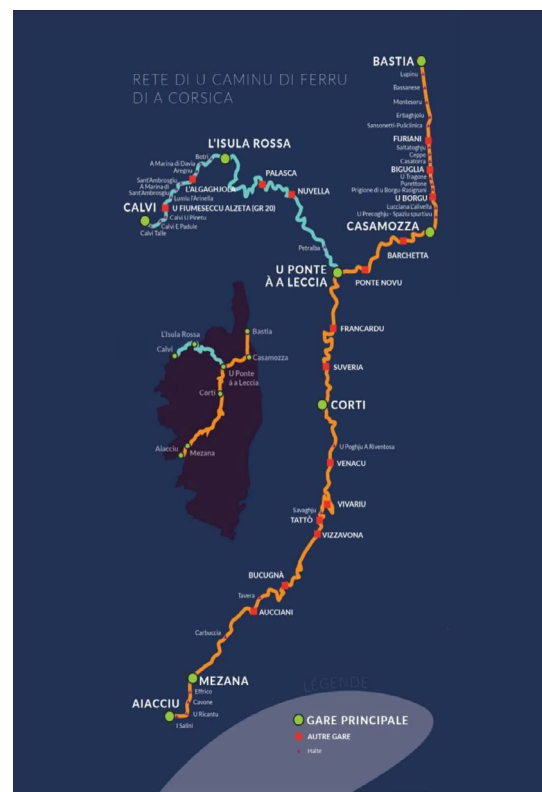 RETE DI U CAMINU DI FERRU
DI A CORSICA
BASTIA
Lupinu
Bassanese
Montesoru
Erbaghjolu
Sansonetti-Puliclinica
FURIANI
Saltateghju
Ceppe
Casatorra
BIGUGLIA
U Tragone
Purettone
Prigione di u Borgu-Rasignani
U BORGU
Lucciana L'alivella
U Precoghju - Spaziu spurtivu
CASAMOZZA
BARCHETTA
PONTE NOVU
U PONTE
À A LECCIA
L'ISULA ROSSA
Botri
A Marina di Davia
Aregnu
L'ALGAGHJOLA
Sant'Ambrosgiu
A Marina di
Sant'Ambrosgiu
Lumiu l'Arinella
U FIUMESECCU ALZETA (GR 20)
CALVI
Calvi U Pinetu
Calvi E Padule
Calvi Talle
PALASCA
NUVELLA
Petralba
FRANCARDU
SUVERIA
CORTI
U Poghju A Riventosa
VENACU
VIVARIU
Savaghju
TATTÒ
VIZZAVONA
BUCUGNÀ
Tavera
AUCCIANI
Carbuccia
MEZANA
Effrico
Cavone
AIACCIU
U Ricantu
I Salini
L'Isula Rossa
Calvi
Bastia
Casamozza
U Ponte
à a Leccia
Corti
Aiacciu
Mezana
LÉGENDE
GARE PRINCIPALE
AUTRE GARE
Halte